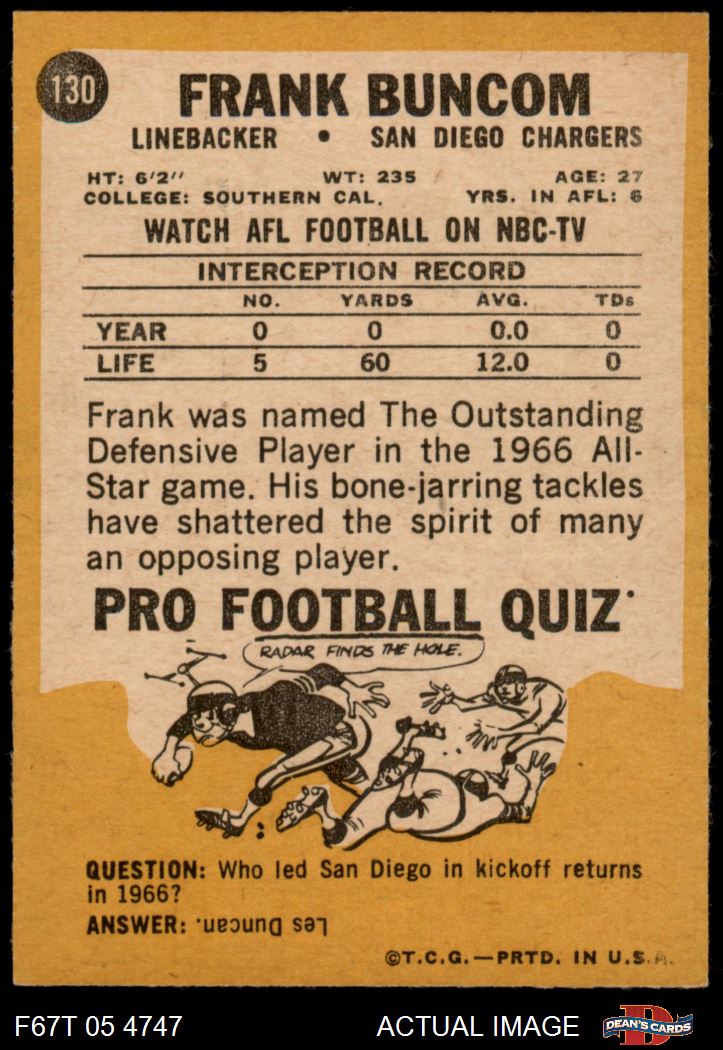 130
FRANK BUNCOM
LINEBACKER • SAN DIEGO CHARGERS
HT: 6'2" WT: 235 AGE: 27
COLLEGE: SOUTHERN CAL. YRS. IN AFL: 6
WATCH AFL FOOTBALL ON NBC-TV
INTERCEPTION RECORD
NO. YARDS AVG. TDs
YEAR 0 0 0.0 0
LIFE 5 60 12.0 0
Frank was named The Outstanding
Defensive Player in the 1966 All-
Star game. His bone-jarring tackles
have shattered the spirit of many
an opposing player.
PRO FOOTBALL QUIZ
RADAR FINDS THE HOLE.
QUESTION: Who led San Diego in kickoff returns
in 1966?
ANSWER: Les Duncan.
©T.C.G.—PRTD. IN U.S.A.
F67T 05 4747 ACTUAL IMAGE DEAN'S CARDS